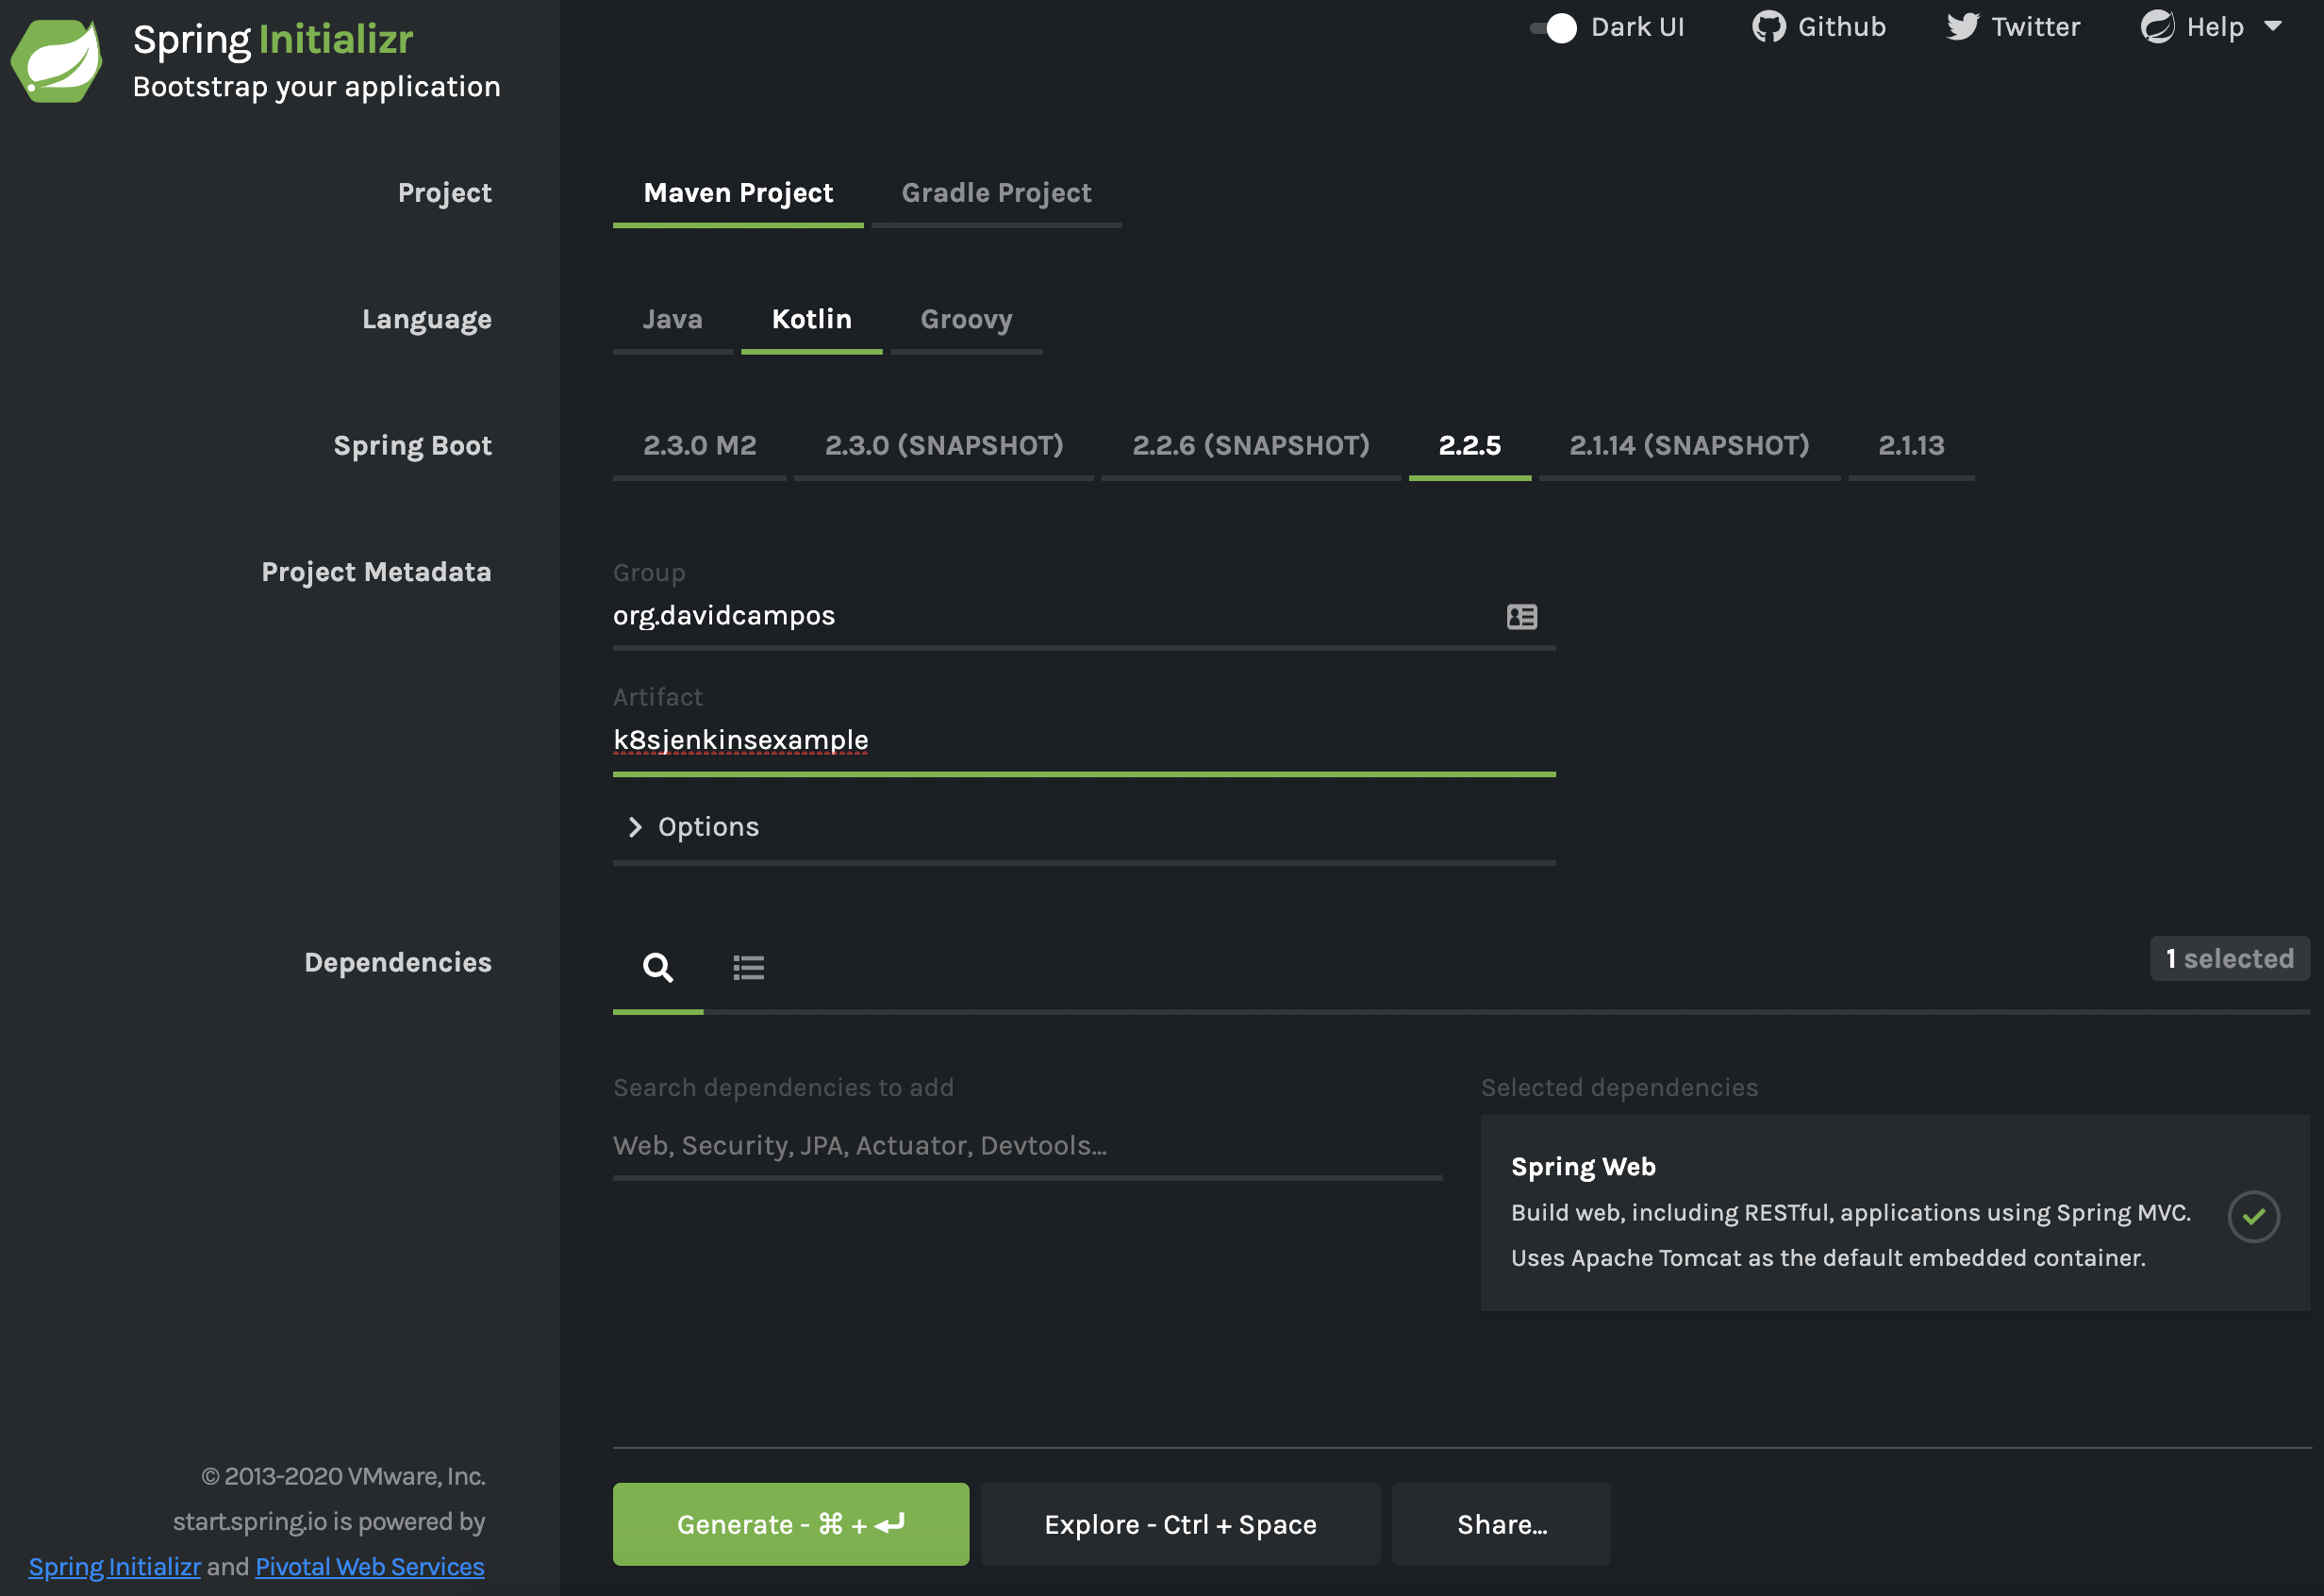 Spring Initializr
Bootstrap your application
Dark UI Github Twitter Help
Project
Maven Project Gradle Project
Language
Java Kotlin Groovy
Spring Boot
2.3.0 M2 2.3.0 (SNAPSHOT) 2.2.6 (SNAPSHOT) 2.2.5 2.1.14 (SNAPSHOT) 2.1.13
Project Metadata
Group
org.davidcampos
Artifact
k8sjenkinsexample
Options
Dependencies
1 selected
Search dependencies to add
Web, Security, JPA, Actuator, Devtools...
Selected dependencies
Spring Web
Build web, including RESTful, applications using Spring MVC.
Uses Apache Tomcat as the default embedded container.
© 2013-2020 VMware, Inc.
start.spring.io is powered by
Spring Initializr and Pivotal Web Services
Generate - ⌘ + ⏎
Explore - Ctrl + Space
Share...